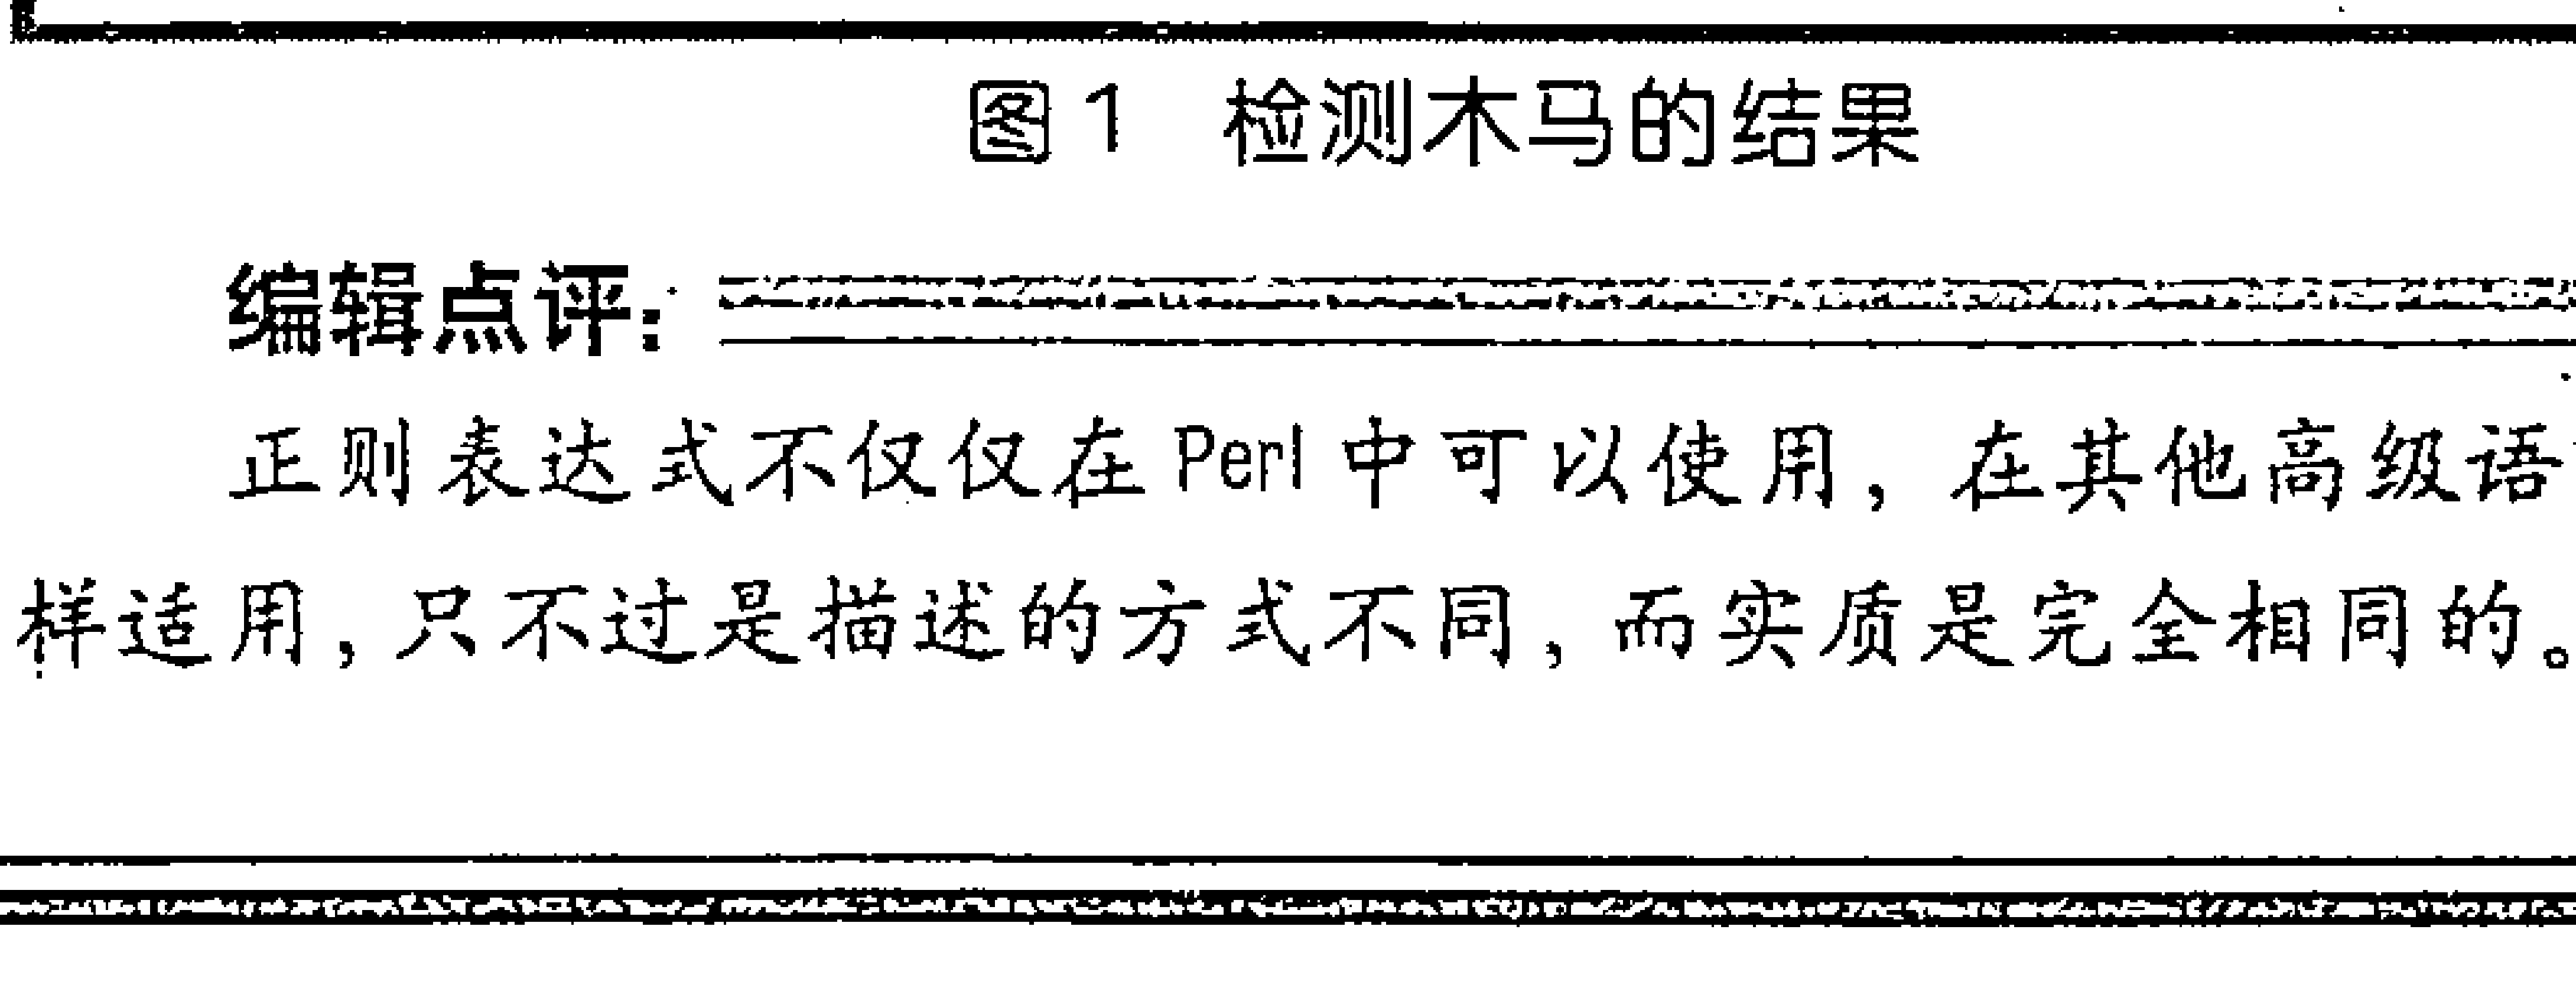 图1 检测木马的结果
编辑点评：
正则表达式不仅仅在Perl中可以使用，在其他高级语
样适用，只不过是描述的方式不同，而实质是完全相同的。